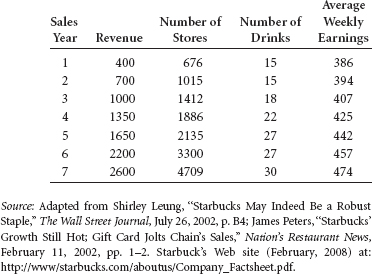 Sales Year Revenue Number of Stores Number of Drinks Average Weekly Earnings
1 400 676 15 386
2 700 1015 15 394
3 1000 1412 18 407
4 1350 1886 22 425
5 1650 2135 27 442
6 2200 3300 27 457
7 2600 4709 30 474
Source: Adapted from Shirley Leung, “Starbucks May Indeed Be a Robust
Staple,” The Wall Street Journal, July 26, 2002, p. B4; James Peters, “Starbucks’
Growth Still Hot; Gift Card Jolts Chain’s Sales,” Nation’s Restaurant News,
February 11, 2002, pp. 1–2. Starbuck’s Web site (February, 2008) at:
http://www/starbucks.com/aboutus/Company_Factsheet.pdf.